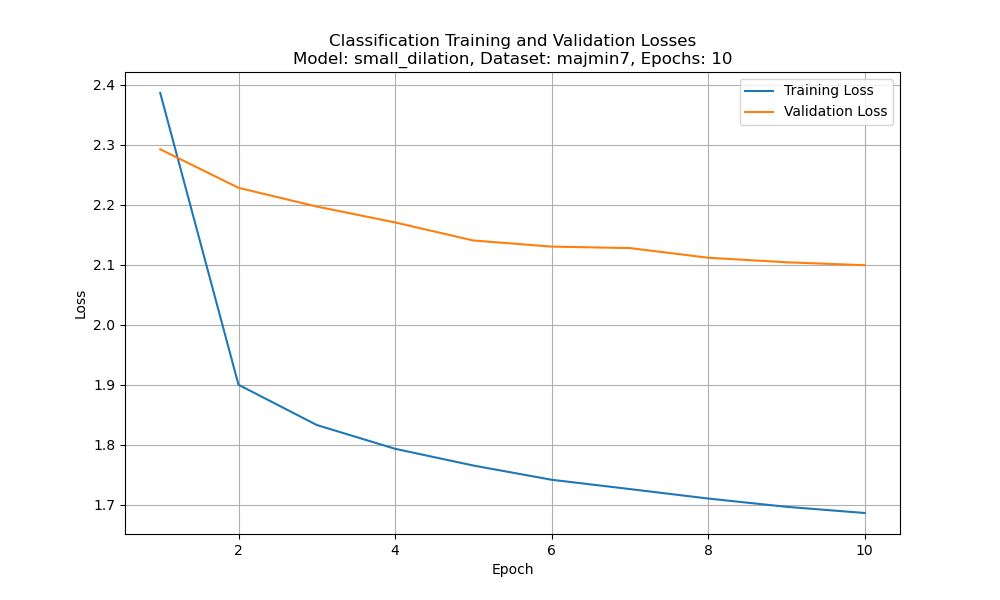 Classification Training and Validation Losses
Model: small_dilation, Dataset: majmin7, Epochs: 10
Training Loss
Validation Loss
2.4
2.3
2.2
2.1
2.0
1.9
1.8
1.7
Loss
2 4 6 8 10
Epoch